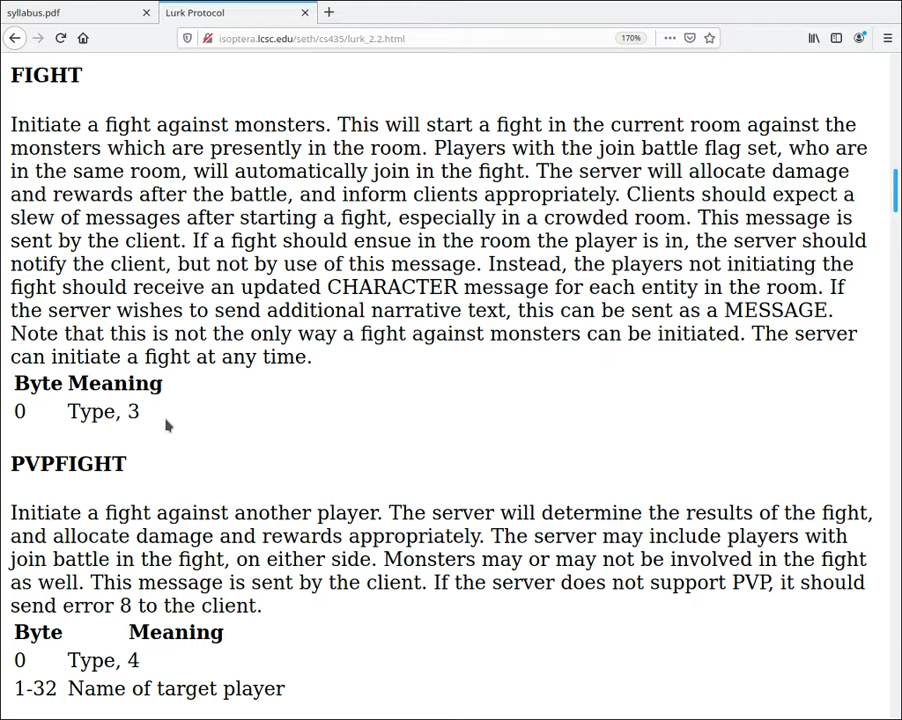 syllabus.pdf
Lurk Protocol
isoptera.lcsc.edu/seth/cs435/lurk_2.2.html
170%
FIGHT
Initiate a fight against monsters. This will start a fight in the current room against the
monsters which are presently in the room. Players with the join battle flag set, who are
in the same room, will automatically join in the fight. The server will allocate damage
and rewards after the battle, and inform clients appropriately. Clients should expect a
slew of messages after starting a fight, especially in a crowded room. This message is
sent by the client. If a fight should ensue in the room the player is in, the server should
notify the client, but not by use of this message. Instead, the players not initiating the
fight should receive an updated CHARACTER message for each entity in the room. If
the server wishes to send additional narrative text, this can be sent as a MESSAGE.
Note that this is not the only way a fight against monsters can be initiated. The server
can initiate a fight at any time.
Byte Meaning
0 Type, 3
PVPFIGHT
Initiate a fight against another player. The server will determine the results of the fight,
and allocate damage and rewards appropriately. The server may include players with
join battle in the fight, on either side. Monsters may or may not be involved in the fight
as well. This message is sent by the client. If the server does not support PVP, it should
send error 8 to the client.
Byte Meaning
0 Type, 4
1-32 Name of target player